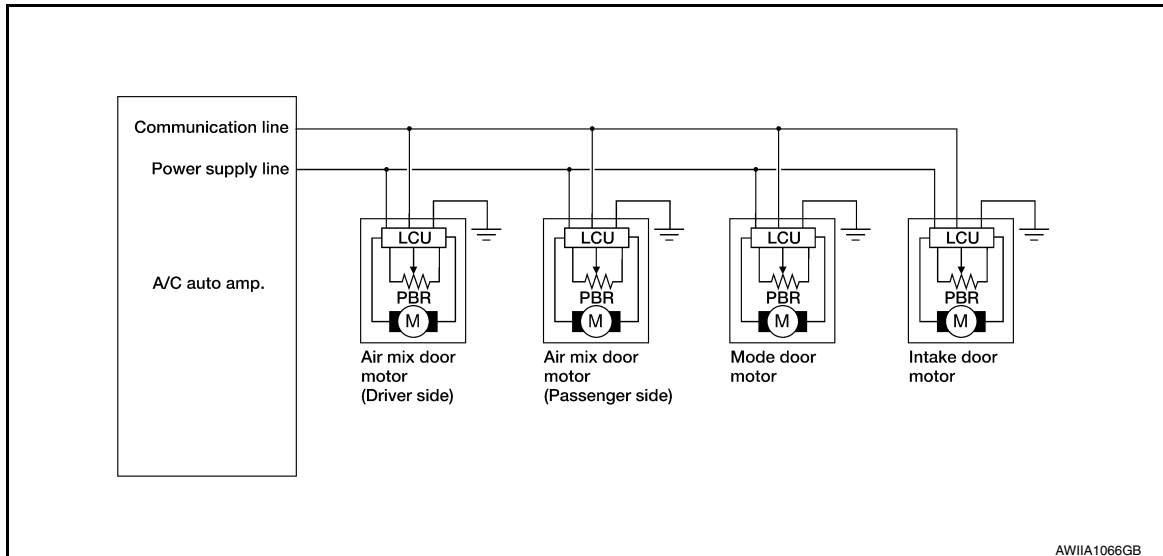 Communication line
Power supply line
A/C auto amp.
LCU
PBR
M
Air mix door
motor
(Driver side)
LCU
PBR
M
Air mix door
motor
(Passenger side)
LCU
PBR
M
Mode door
motor
LCU
PBR
M
Intake door
motor
AWIIA1066GB